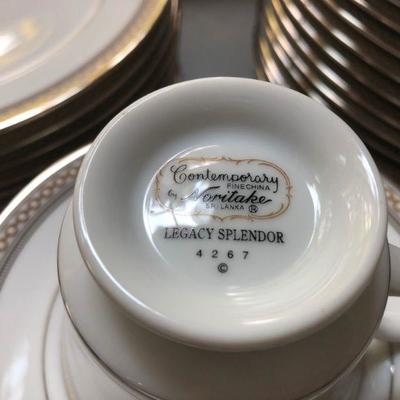 Contemporary
FINE CHINA
by Noritake
SRI LANKA ®
LEGACY SPLENDOR
4267
©